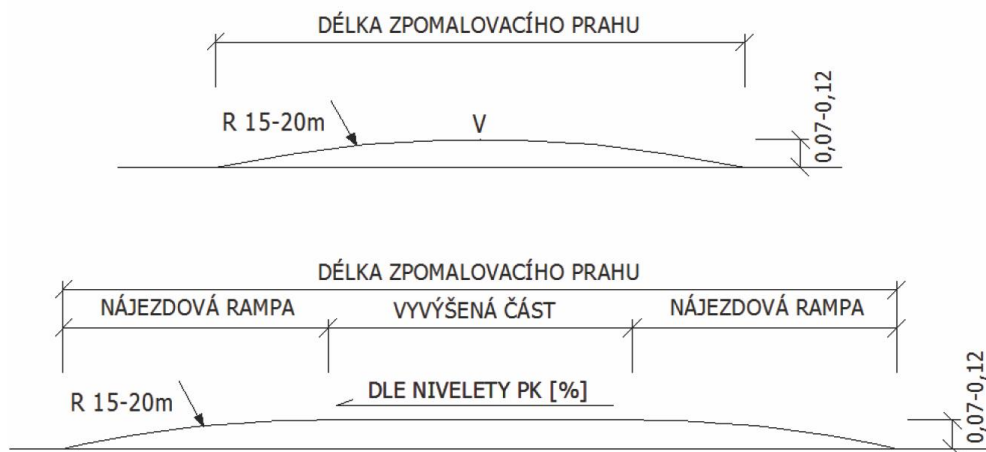 DÉLKA ZPOMALOVACÍHO PRAHU
R 15-20m
V
0,07-0,12
DÉLKA ZPOMALOVACÍHO PRAHU
NÁJEZDOVÁ RAMPA
VYVÝŠENÁ ČÁST
NÁJEZDOVÁ RAMPA
R 15-20m
DLE NIVELETY PK [%]
0,07-0,12